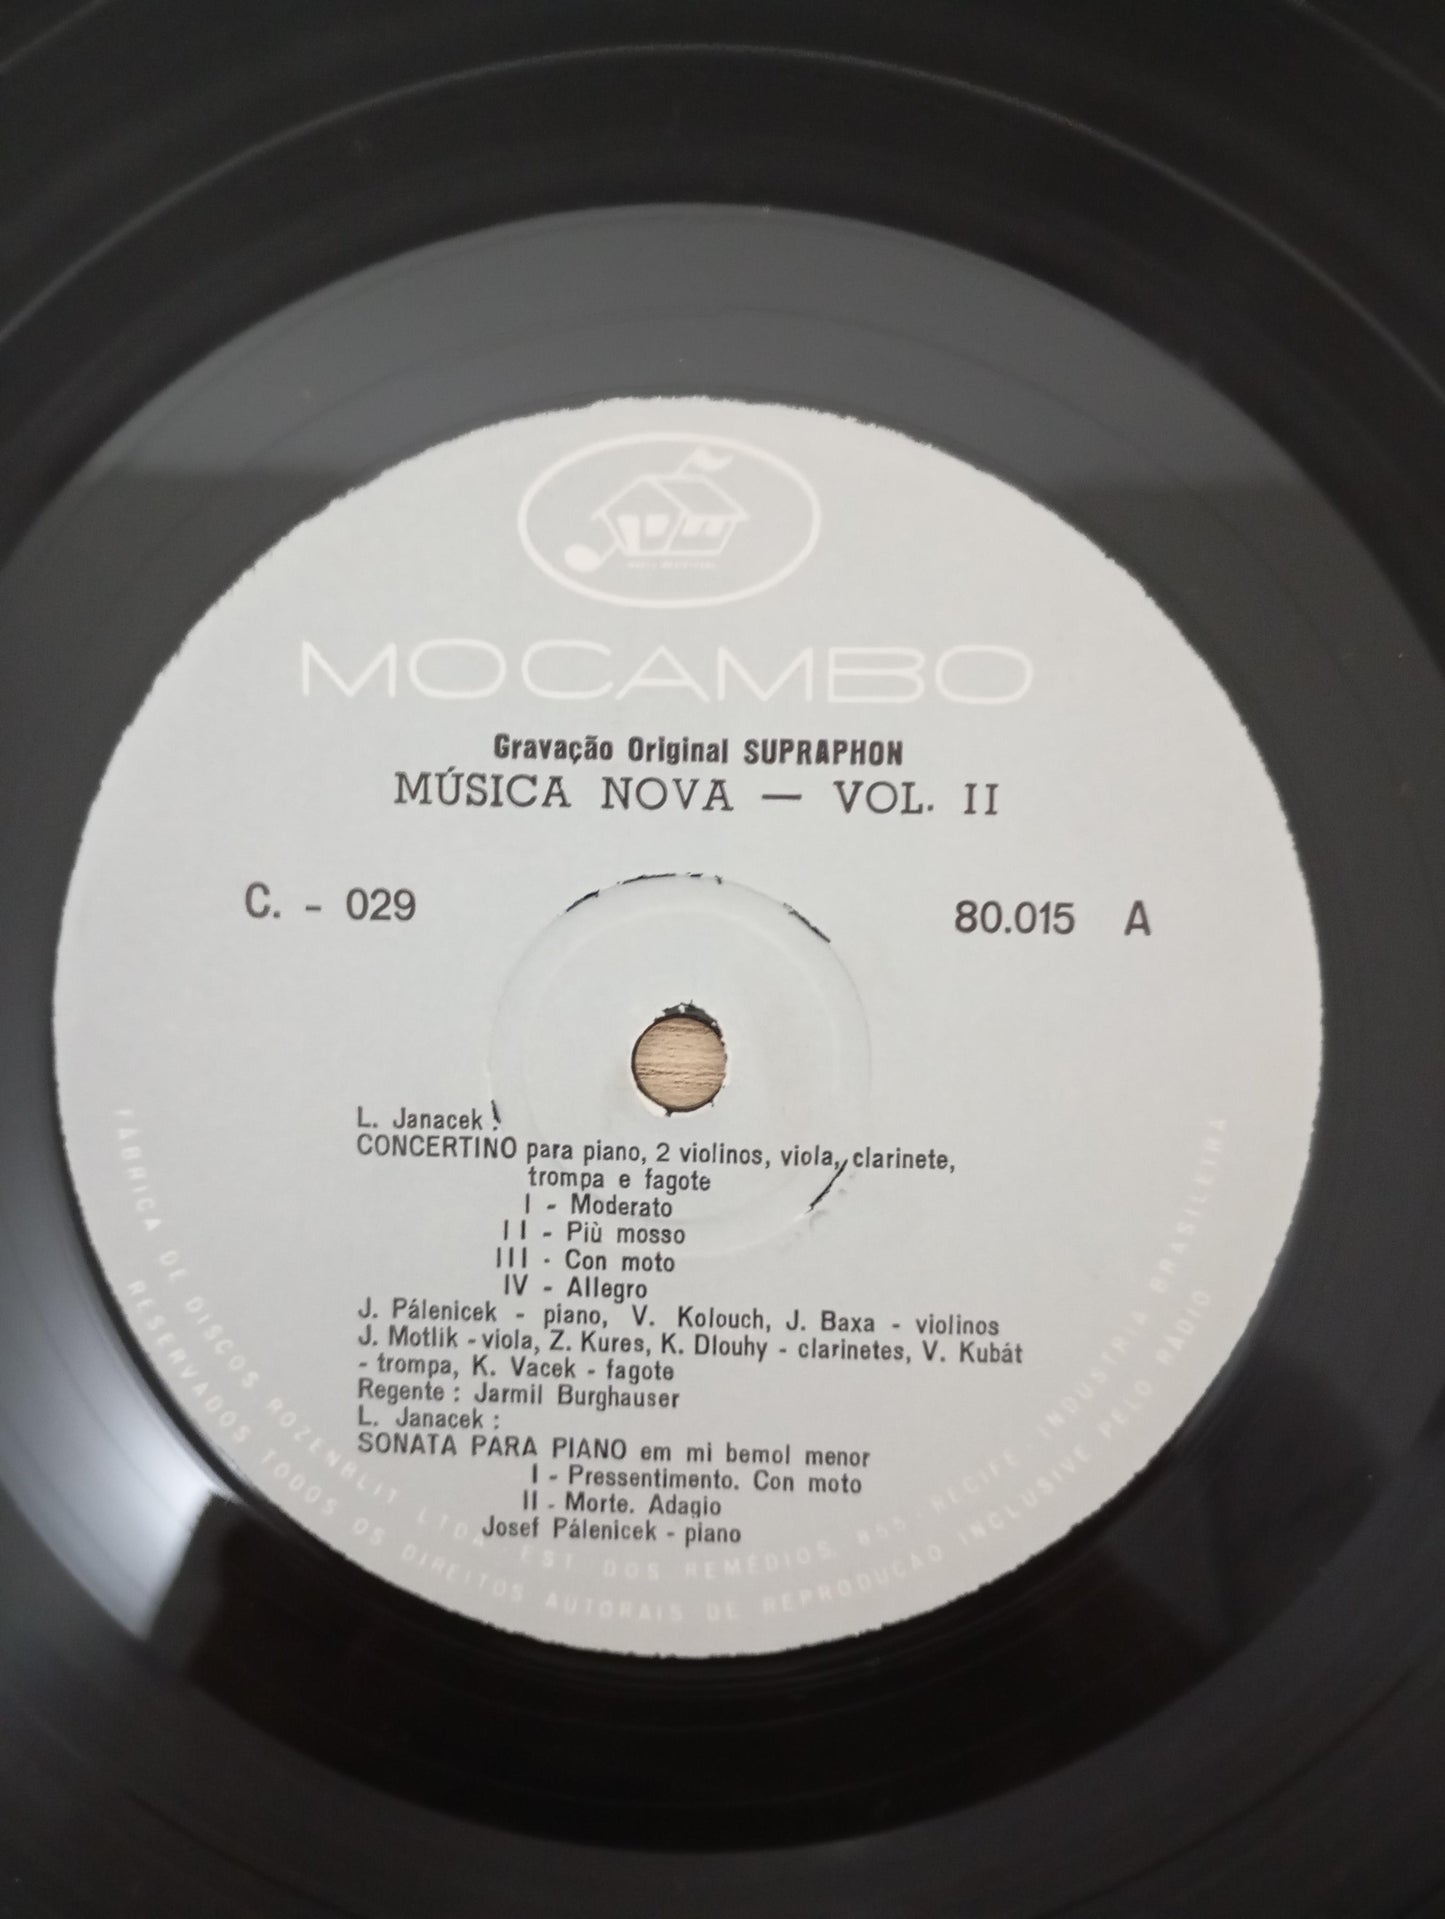 MOCAMBO
Gravação Original SUPRAPHON
MÚSICA NOVA — VOL. II
C. - 029
80.015 A
L. Janacek :
CONCERTINO para piano, 2 violinos, viola, clarinete,
trompa e fagote
I - Moderato
II - Più mosso
III - Con moto
IV - Allegro
J. Pálenicek - piano, V. Kolouch, J. Baxa - violinos
J. Motlik - viola, Z. Kures, K. Dlouhy - clarinetes, V. Kubát
- trompa, K. Vacek - fagote
Regente : Jarmil Burghauser
L. Janacek :
SONATA PARA PIANO em mi bemol menor
I - Pressentimento. Con moto
II - Morte. Adagio
Josef Pálenicek - piano
FÁBRICA DE DISCOS ROZENBLIT LTDA. EST. DOS REMÉDIOS, 855 - RECIFE - INDÚSTRIA BRASILEIRA
RESERVADOS TODOS OS DIREITOS AUTORAIS DE REPRODUÇÃO INCLUSIVE PELO RÁDIO